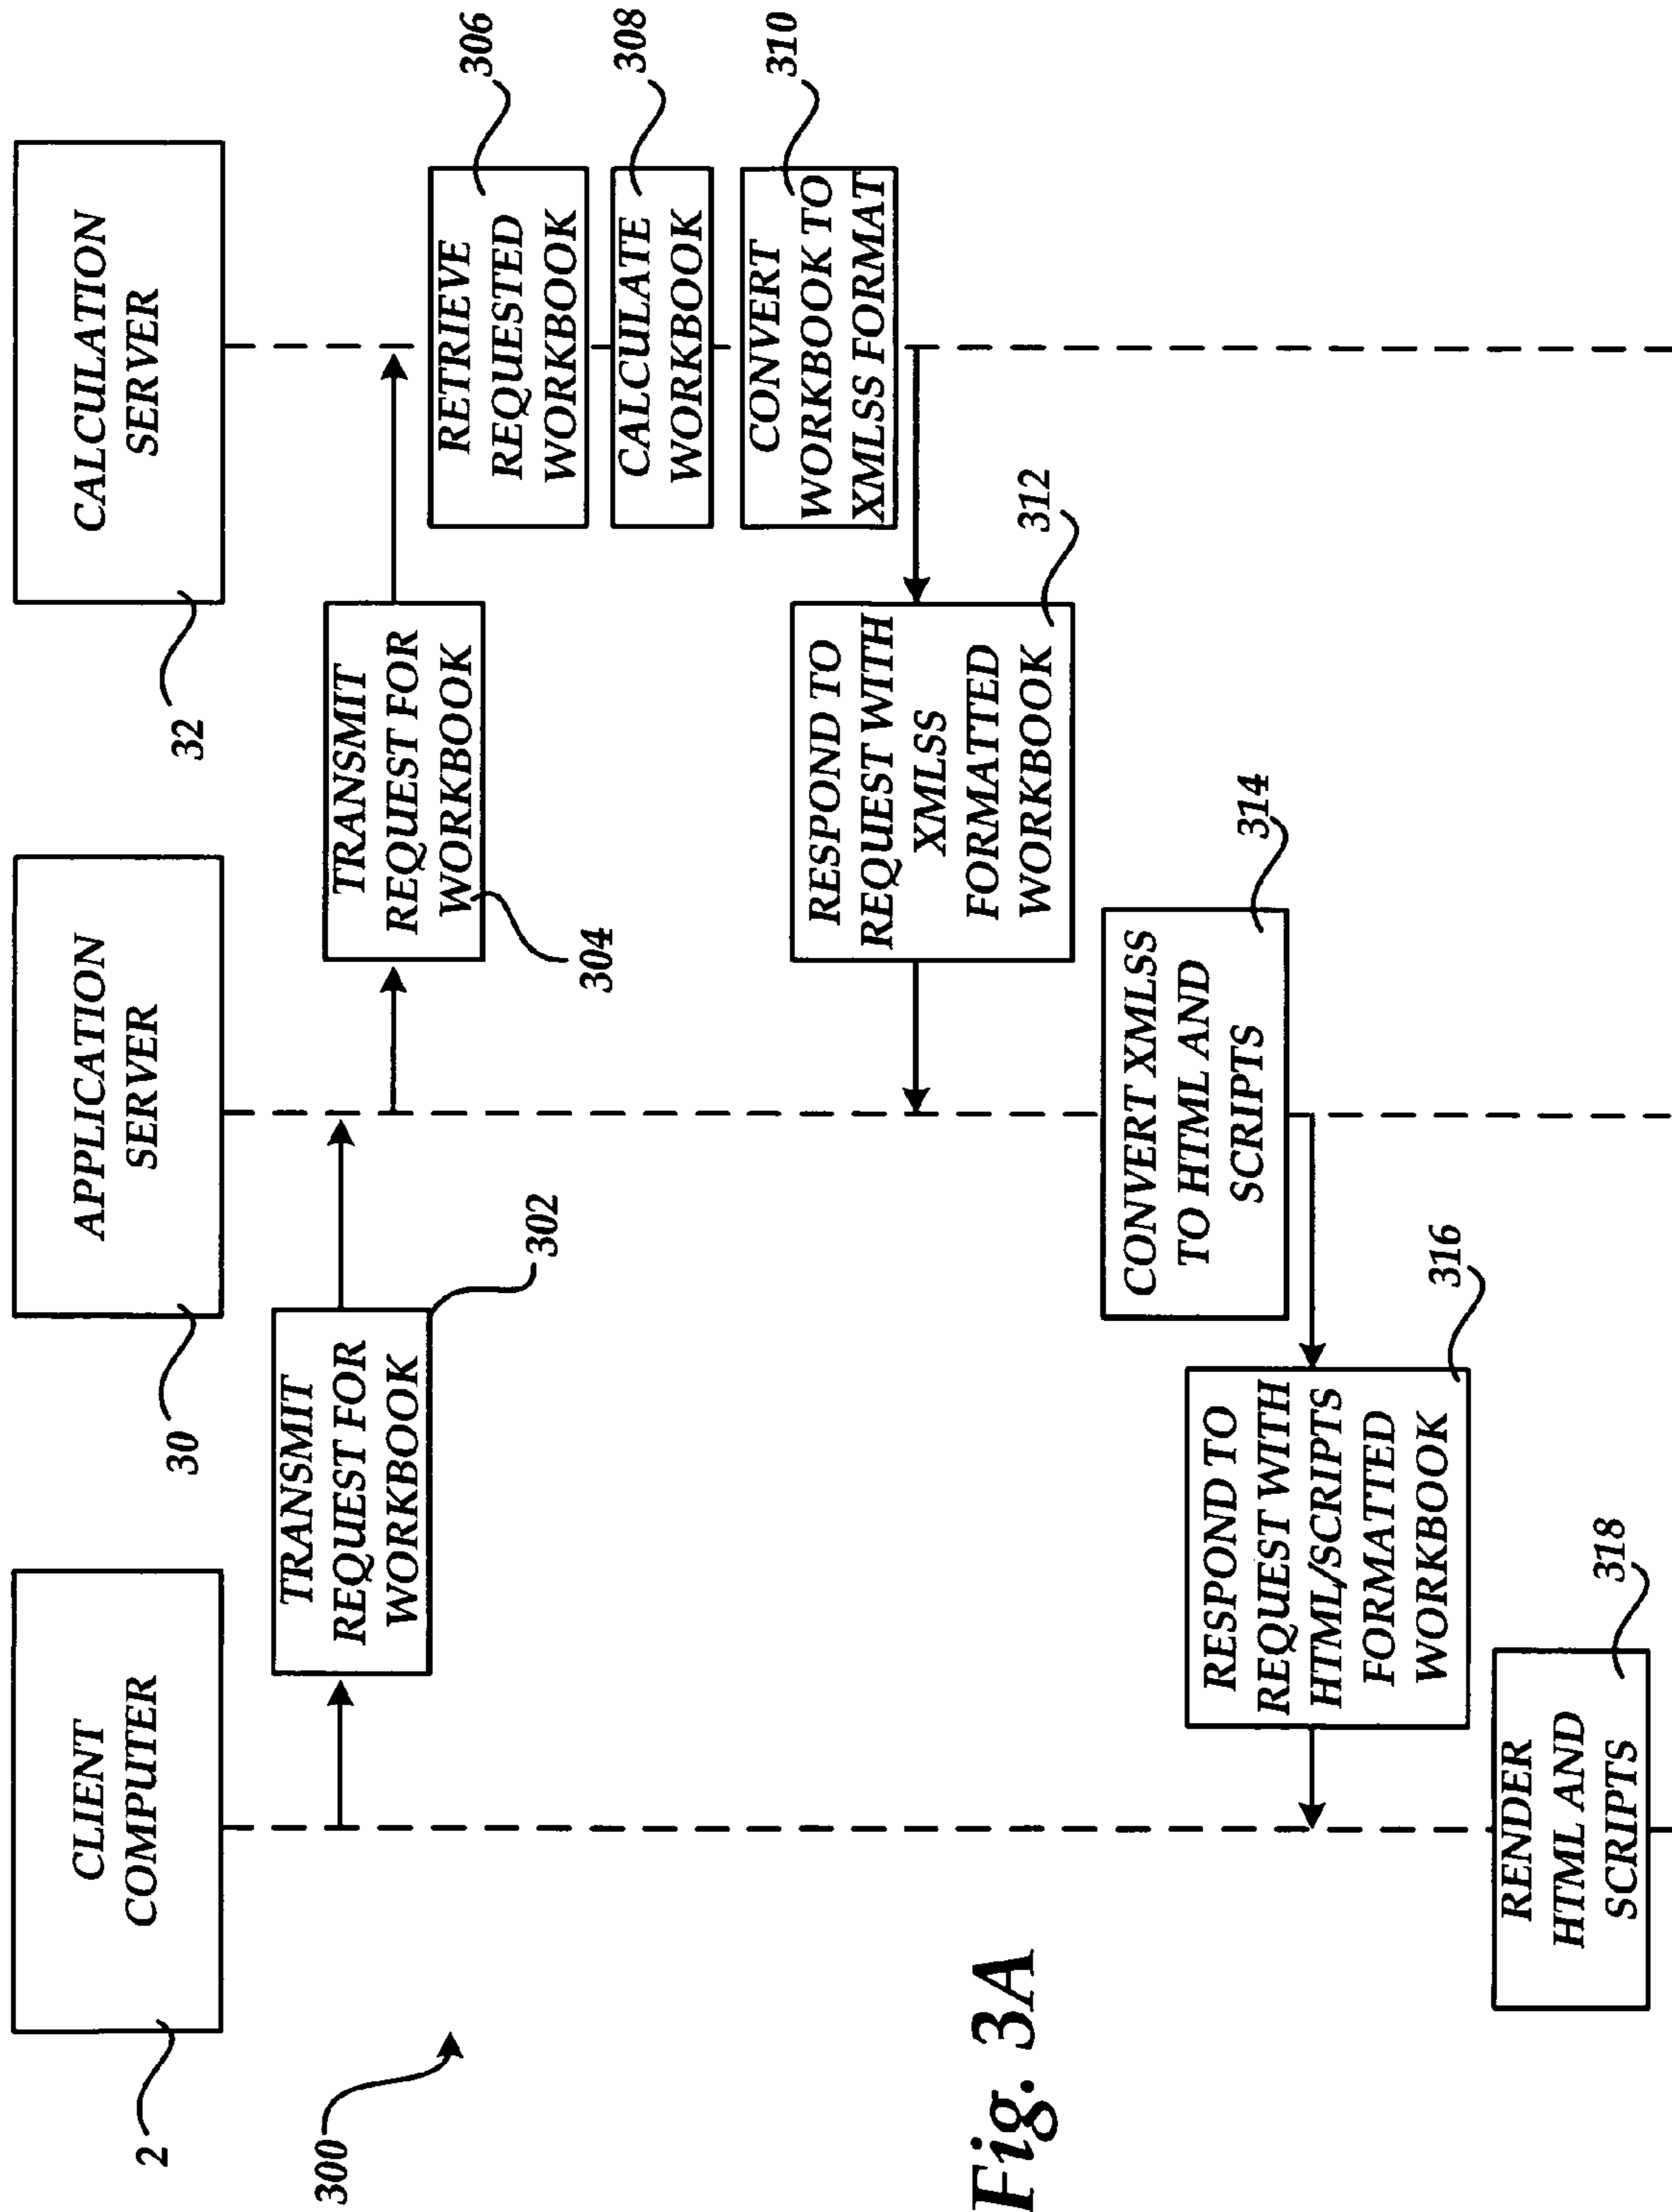 CLIENT
COMPUTER
2
APPLICATION
SERVER
30
CALCULATION
SERVER
32
300
TRANSMIT
REQUEST FOR
WORKBOOK
302
TRANSMIT
REQUEST FOR
WORKBOOK
304
RETRIEVE
REQUESTED
WORKBOOK
306
CALCULATE
WORKBOOK
308
CONVERT
WORKBOOK TO
XMLSS FORMAT
310
RESPOND TO
REQUEST WITH
XMLSS
FORMATTED
WORKBOOK
312
CONVERT XMLSS
TO HTML AND
SCRIPTS
314
RESPOND TO
REQUEST WITH
HTML/SCRIPTS
FORMATTED
WORKBOOK
316
RENDER
HTML AND
SCRIPTS
318
Fig. 3A